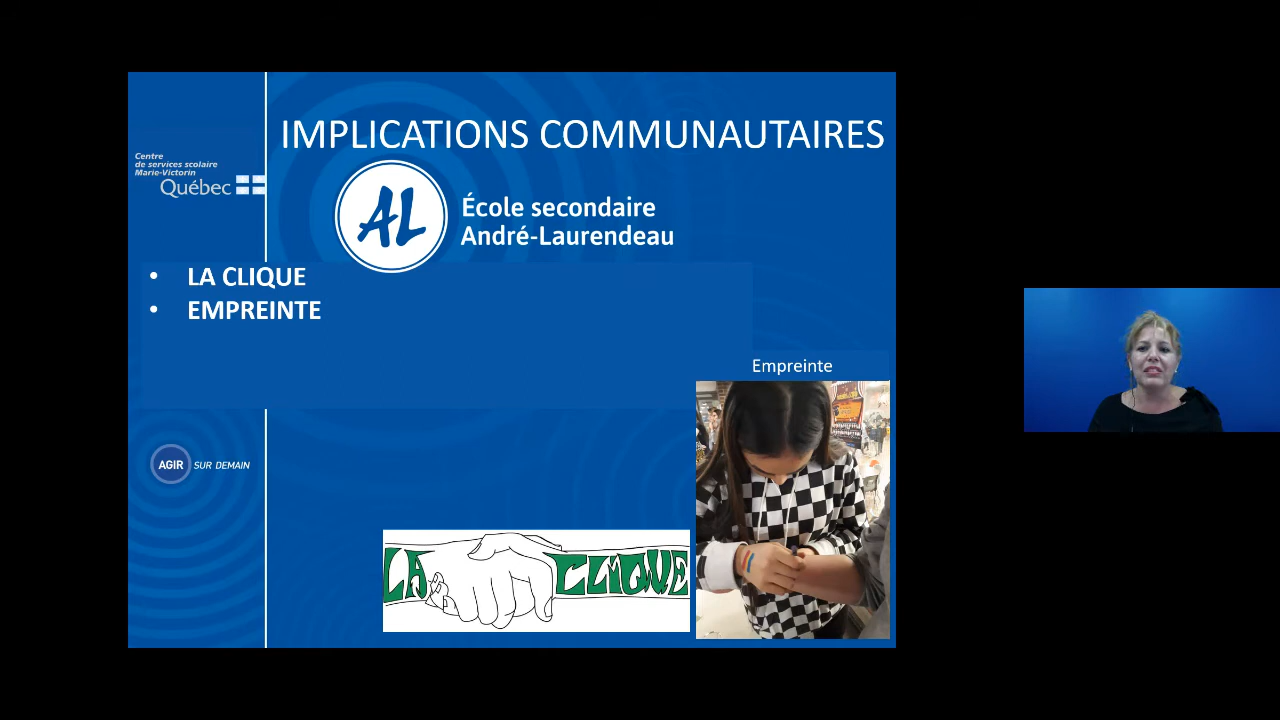 IMPLICATIONS COMMUNAUTAIRES
Centre
de services scolaire
Marie-Victorin
Québec
AL
École secondaire
André-Laurendeau
• LA CLIQUE
• EMPREINTE
Empreinte
AGIR SUR DEMAIN
LA CLIQUE